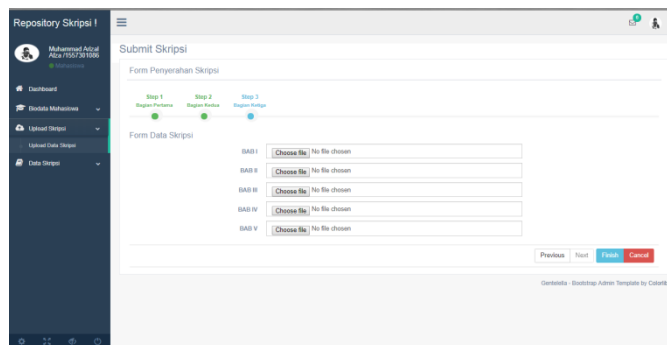 Repository Skripsi !
Muhammad Afzal
Afza /1557301086
Mahasiswa
Dashboard
Biodata Mahasiswa
Upload Skripsi
Upload Data Skripsi
Data Skripsi
Submit Skripsi
Form Penyerahan Skripsi
Step 1
Bagian Pertama
Step 2
Bagian Kedua
Step 3
Bagian Ketiga
Form Data Skripsi
BAB I Choose file No file chosen
BAB II Choose file No file chosen
BAB III Choose file No file chosen
BAB IV Choose file No file chosen
BAB V Choose file No file chosen
Previous Next Finish Cancel
Gentelella - Bootstrap Admin Template by Colorlib